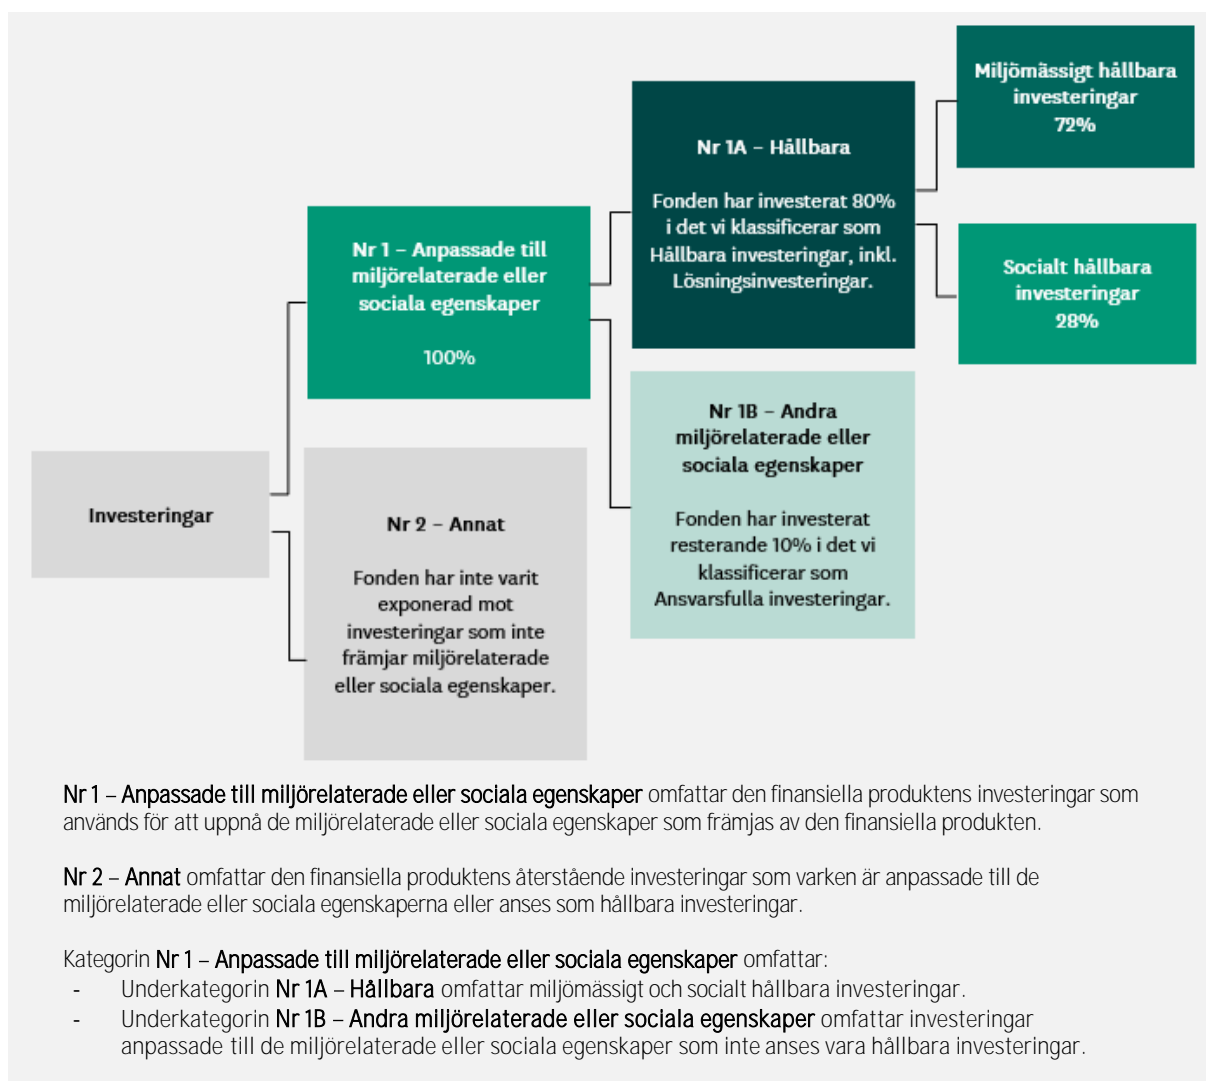 Miljömässigt hållbara
investeringar
72%
Nr 1A – Hållbara
Fonden har investerat 80%
i det vi klassificerar som
Hållbara investeringar, inkl.
Lösningsinvesteringar.
Nr 1 – Anpassade till
miljörelaterade eller
sociala egenskaper
100%
Socialt hållbara
investeringar
28%
Nr 1B – Andra
miljörelaterade eller
sociala egenskaper
Fonden har investerat
resterande 10% i det vi
klassificerar som
Ansvarsfulla investeringar.
Investeringar
Nr 2 – Annat
Fonden har inte varit
exponerad mot
investeringar som inte
främjar miljörelaterade
eller sociala egenskaper.
Nr 1 – Anpassade till miljörelaterade eller sociala egenskaper omfattar den finansiella produktens investeringar som
används för att uppnå de miljörelaterade eller sociala egenskaper som främjas av den finansiella produkten.
Nr 2 – Annat omfattar den finansiella produktens återstående investeringar som varken är anpassade till de
miljörelaterade eller sociala egenskaperna eller anses som hållbara investeringar.
Kategorin Nr 1 – Anpassade till miljörelaterade eller sociala egenskaper omfattar:
- Underkategorin Nr 1A – Hållbara omfattar miljömässigt och socialt hållbara investeringar.
- Underkategorin Nr 1B – Andra miljörelaterade eller sociala egenskaper omfattar investeringar
anpassade till de miljörelaterade eller sociala egenskaper som inte anses vara hållbara investeringar.